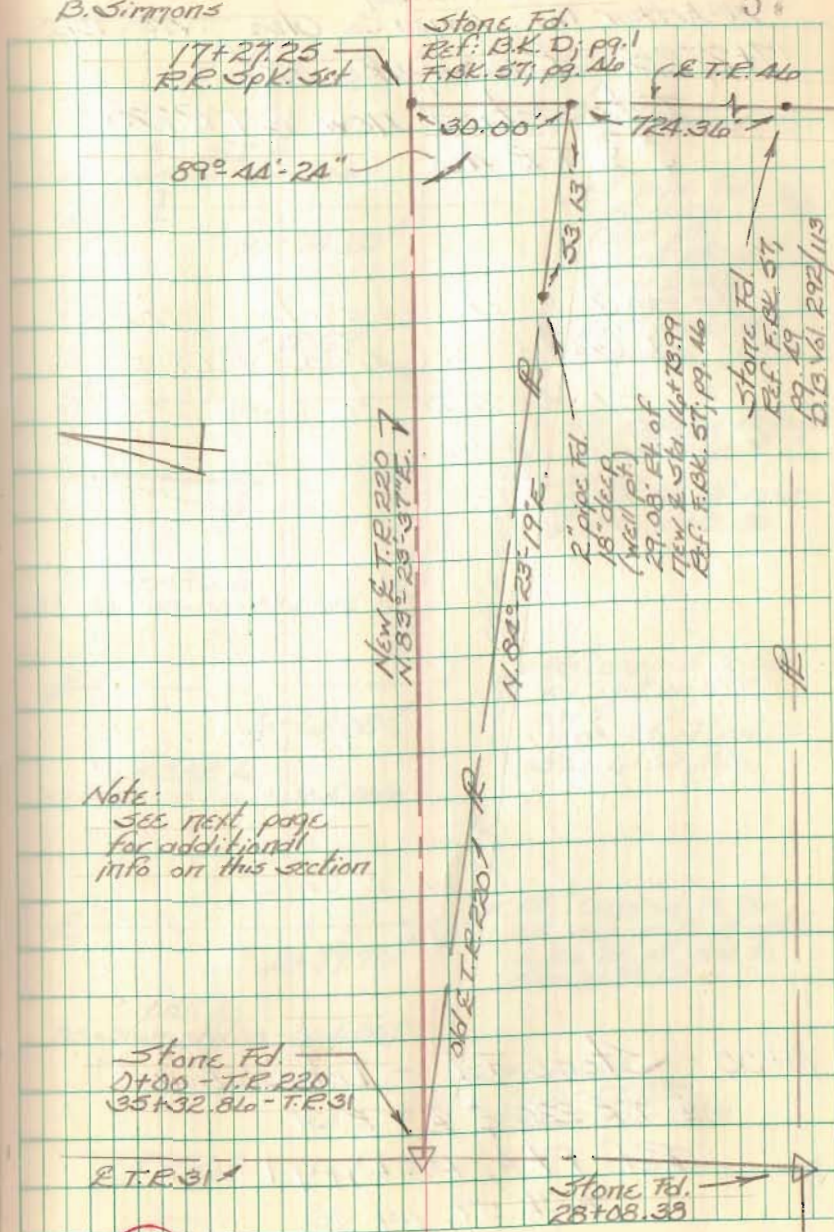 B. Simmons
17+27.25
R.R. Spk. Set
Stone Fd.
Ref: B.K. D; pg. 1
F.BK. 57; pg. 46
℄ T.R. 46
30.00'
724.36'
89°-44'-24"
53.13'
Stone Fd.
Ref. F.BK. 57,
pg. 49
D.B. Vol. 292/113
2" pipe Fd.
18" deep
(well pt.)
29.08' Rt of
New ℄ Sta. 16+73.99
Ref: F.BK. 57, pg. 46
New ℄ T.R. 220
N. 83°-23'-37" E.
N. 84°-23'-19" E.
℄
℄
℄
Old ℄ T.R. 220
Note:
See next page
for additional
info on this section
Stone Fd.
0+00 - T.R. 220
35+32.86 - T.R. 31
℄ T.R. 31
Stone Fd.
28+08.38